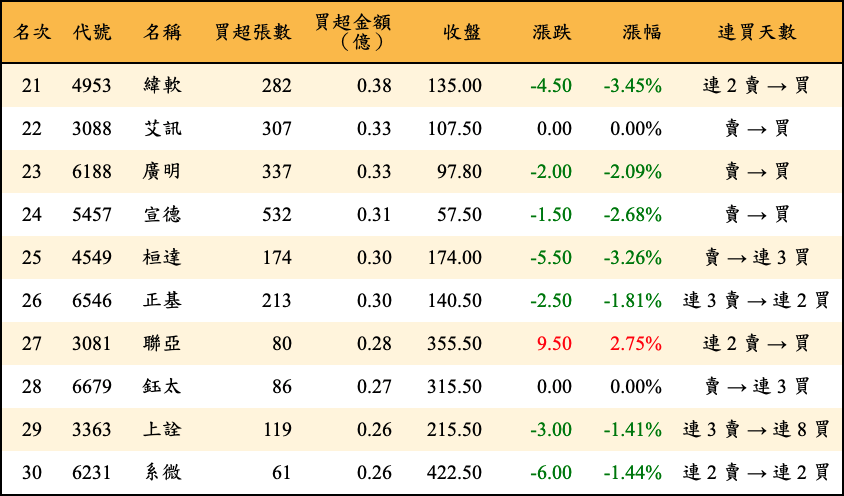 名次 代號 名稱 買超張數 買超金額（億） 收盤 漲跌 漲幅 連買天數
21 4953 緯軟 282 0.38 135.00 -4.50 -3.45% 連 2 賣 → 買
22 3088 艾訊 307 0.33 107.50 0.00 0.00% 賣 → 買
23 6188 廣明 337 0.33 97.80 -2.00 -2.09% 賣 → 買
24 5457 宣德 532 0.31 57.50 -1.50 -2.68% 賣 → 買
25 4549 桓達 174 0.30 174.00 -5.50 -3.26% 賣 → 連 3 買
26 6546 正基 213 0.30 140.50 -2.50 -1.81% 連 3 賣 → 連 2 買
27 3081 聯亞 80 0.28 355.50 9.50 2.75% 連 2 賣 → 買
28 6679 鈺太 86 0.27 315.50 0.00 0.00% 賣 → 連 3 買
29 3363 上詮 119 0.26 215.50 -3.00 -1.41% 連 3 賣 → 連 8 買
30 6231 系微 61 0.26 422.50 -6.00 -1.44% 連 2 賣 → 連 2 買